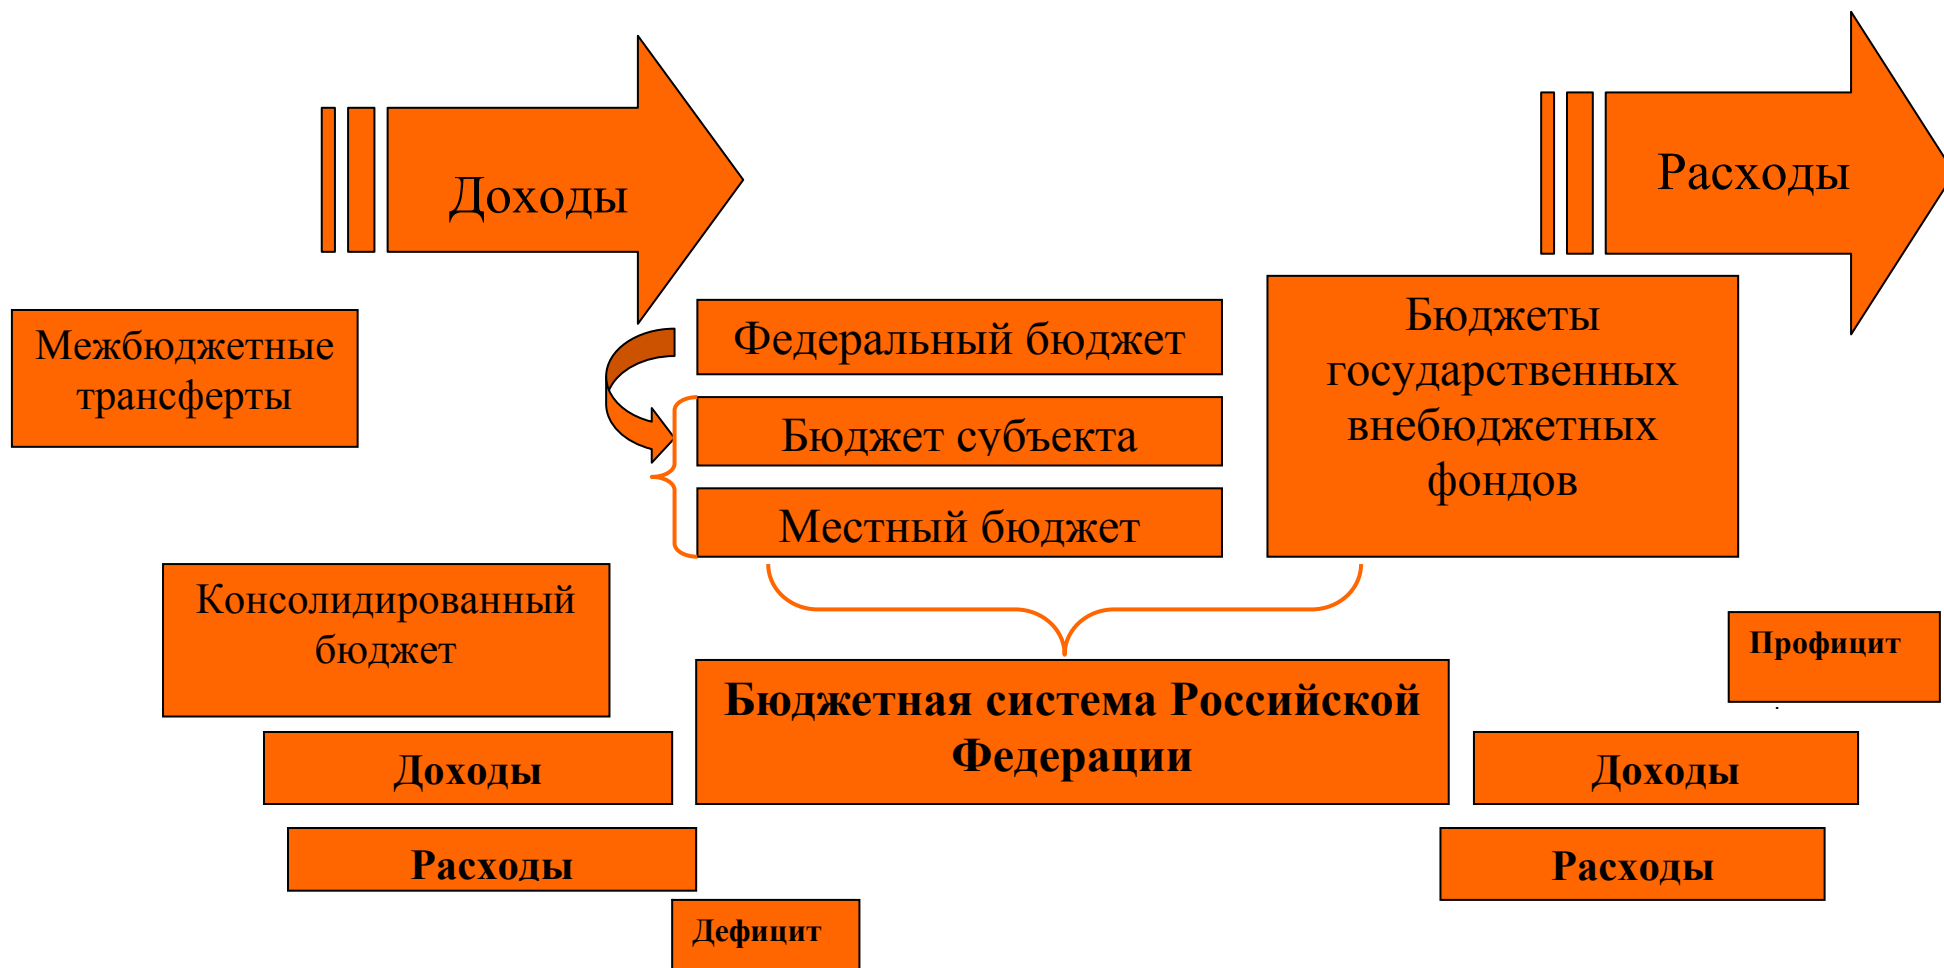 Доходы
Расходы
Межбюджетные
трансферты
Федеральный бюджет
Бюджет субъекта
Местный бюджет
Бюджеты
государственных
внебюджетных
фондов
Консолидированный
бюджет
Бюджетная система Российской
Федерации
Профицит
Доходы
Расходы
Дефицит
Доходы
Расходы